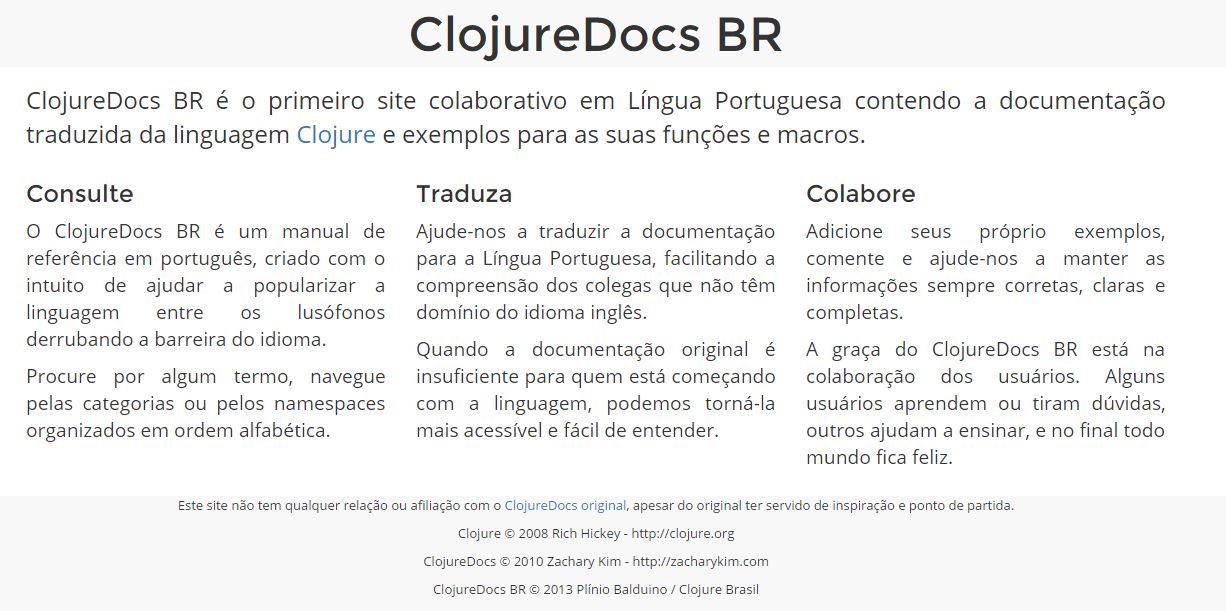 ClojureDocs BR
ClojureDocs BR é o primeiro site colaborativo em Língua Portuguesa contendo a documentação
traduzida da linguagem Clojure e exemplos para as suas funções e macros.
Consulte
O ClojureDocs BR é um manual de
referência em português, criado com o
intuito de ajudar a popularizar a
linguagem entre os lusófonos
derrubando a barreira do idioma.
Procure por algum termo, navegue
pelas categorias ou pelos namespaces
organizados em ordem alfabética.
Traduza
Ajude-nos a traduzir a documentação
para a Língua Portuguesa, facilitando a
compreensão dos colegas que não têm
domínio do idioma inglês.
Quando a documentação original é
insuficiente para quem está começando
com a linguagem, podemos torná-la
mais acessível e fácil de entender.
Colabore
Adicione seus próprio exemplos,
comente e ajude-nos a manter as
informações sempre corretas, claras e
completas.
A graça do ClojureDocs BR está na
colaboração dos usuários. Alguns
usuários aprendem ou tiram dúvidas,
outros ajudam a ensinar, e no final todo
mundo fica feliz.
Este site não tem qualquer relação ou afiliação com o ClojureDocs original, apesar do original ter servido de inspiração e ponto de partida.
Clojure © 2008 Rich Hickey - http://clojure.org
ClojureDocs © 2010 Zachary Kim - http://zacharykim.com
ClojureDocs BR © 2013 Plínio Balduino / Clojure Brasil